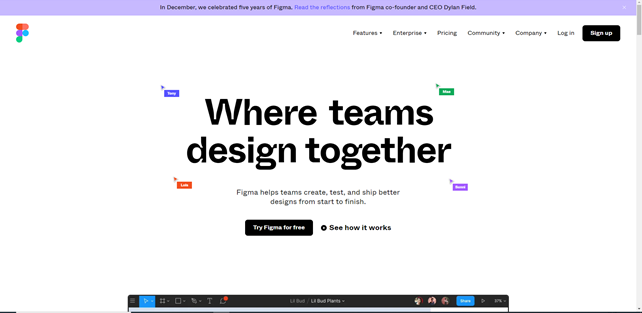 In December, we celebrated five years of Figma. Read the reflections from Figma co-founder and CEO Dylan Field.
Features Enterprise Pricing Community Company Log in Sign up
Tony
Max
Where teams
design together
Lois
Figma helps teams create, test, and ship better
designs from start to finish.
Try Figma for free See how it works
Lil Bud / Lil Bud Plants
Share